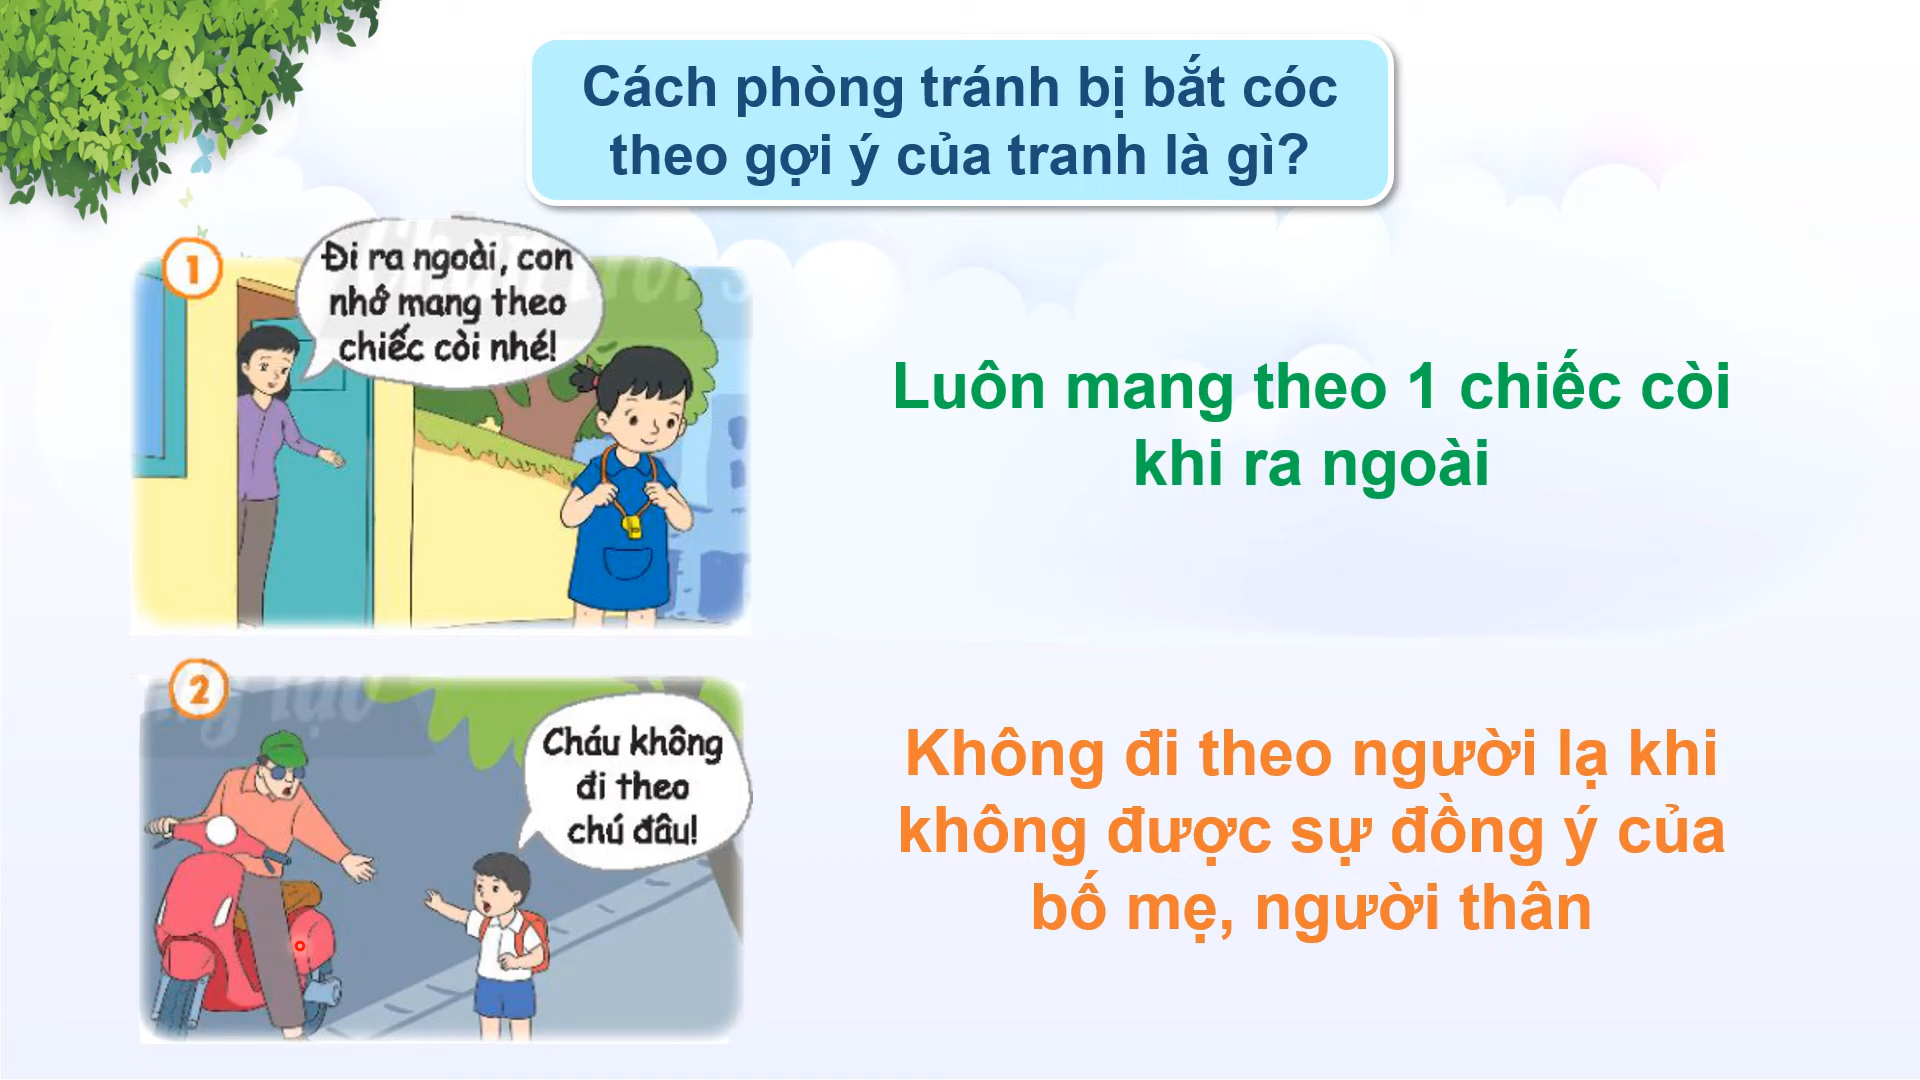 Cách phòng tránh bị bắt cóc
theo gợi ý của tranh là gì?
1
Đi ra ngoài, con
nhớ mang theo
chiếc còi nhé!
Luôn mang theo 1 chiếc còi
khi ra ngoài
2
Cháu không
đi theo
chú đâu!
Không đi theo người lạ khi
không được sự đồng ý của
bố mẹ, người thân